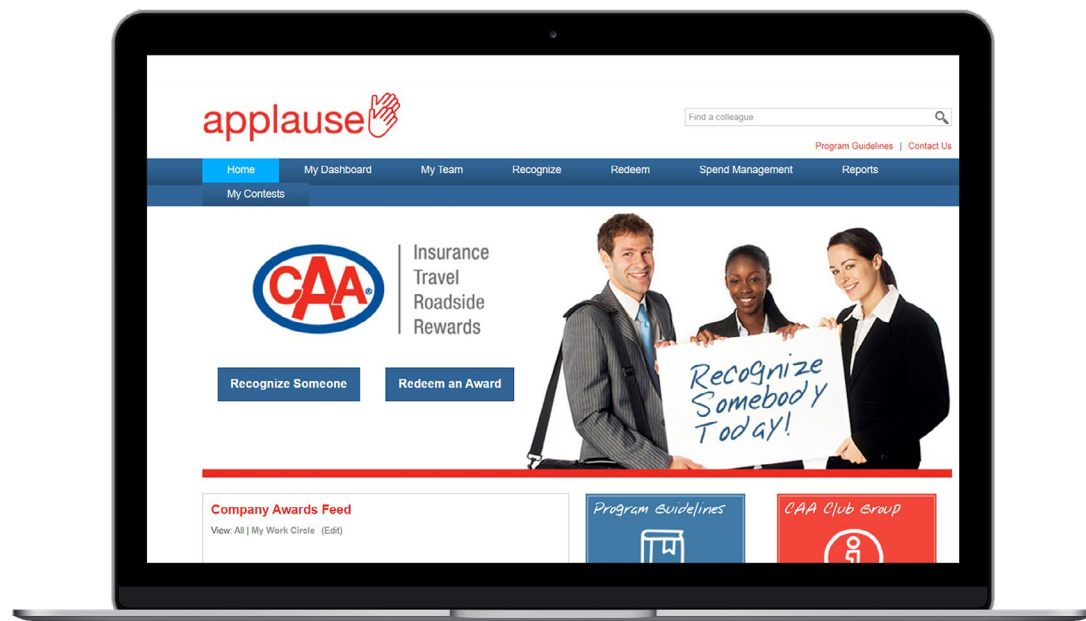 applause
Find a colleague
Program Guidelines | Contact Us
Home My Dashboard My Team Recognize Redeem Spend Management Reports
My Contests
CAA®
Insurance
Travel
Roadside
Rewards
Recognize Someone Redeem an Award
Recognize
Somebody
Today!
Company Awards Feed
View: All | My Work Circle (Edit)
Program Guidelines
CAA Club Group